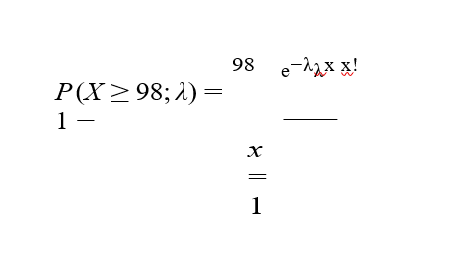 98 e−λλx x!
P(X ≥ 98; λ) =
1 −
x
=
1